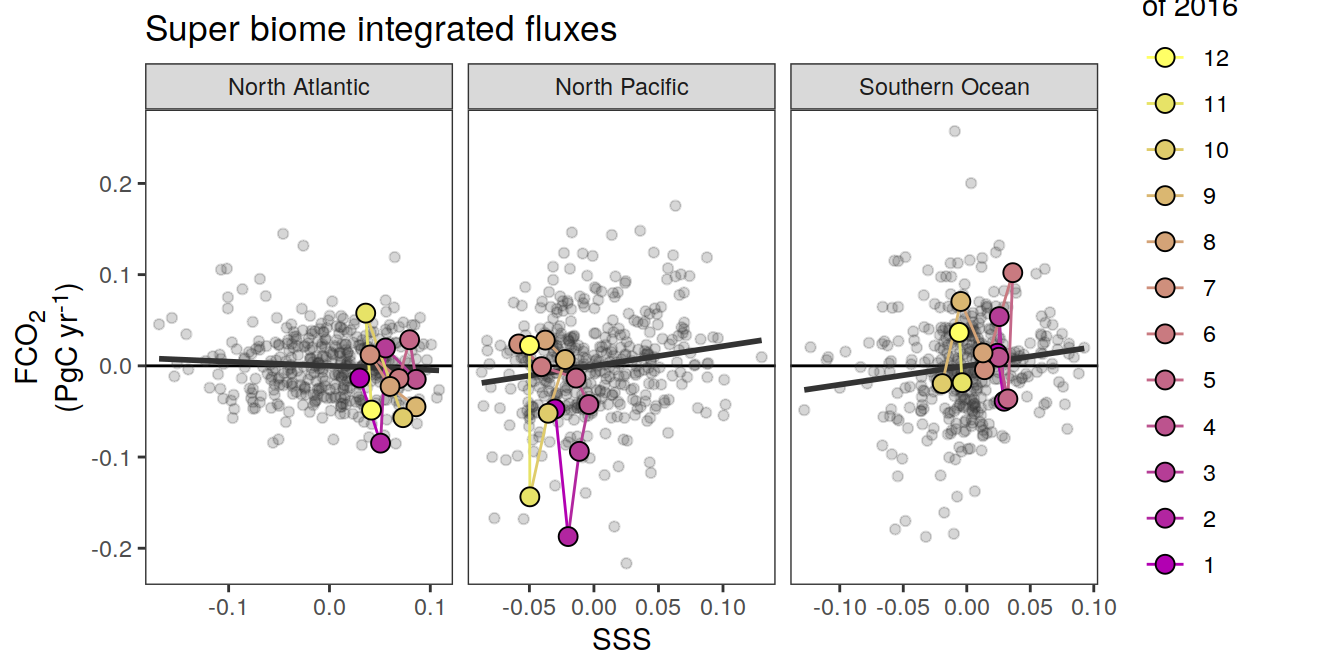 of 2016
Super biome integrated fluxes
North Atlantic
North Pacific
Southern Ocean
12
11
10
9
8
7
6
5
4
3
2
1
0.2
0.1
0.0
-0.1
-0.2
FCO2
(PgC yr-1)
-0.1 0.0 0.1
-0.05 0.00 0.05 0.10
-0.10 -0.05 0.00 0.05 0.10
SSS